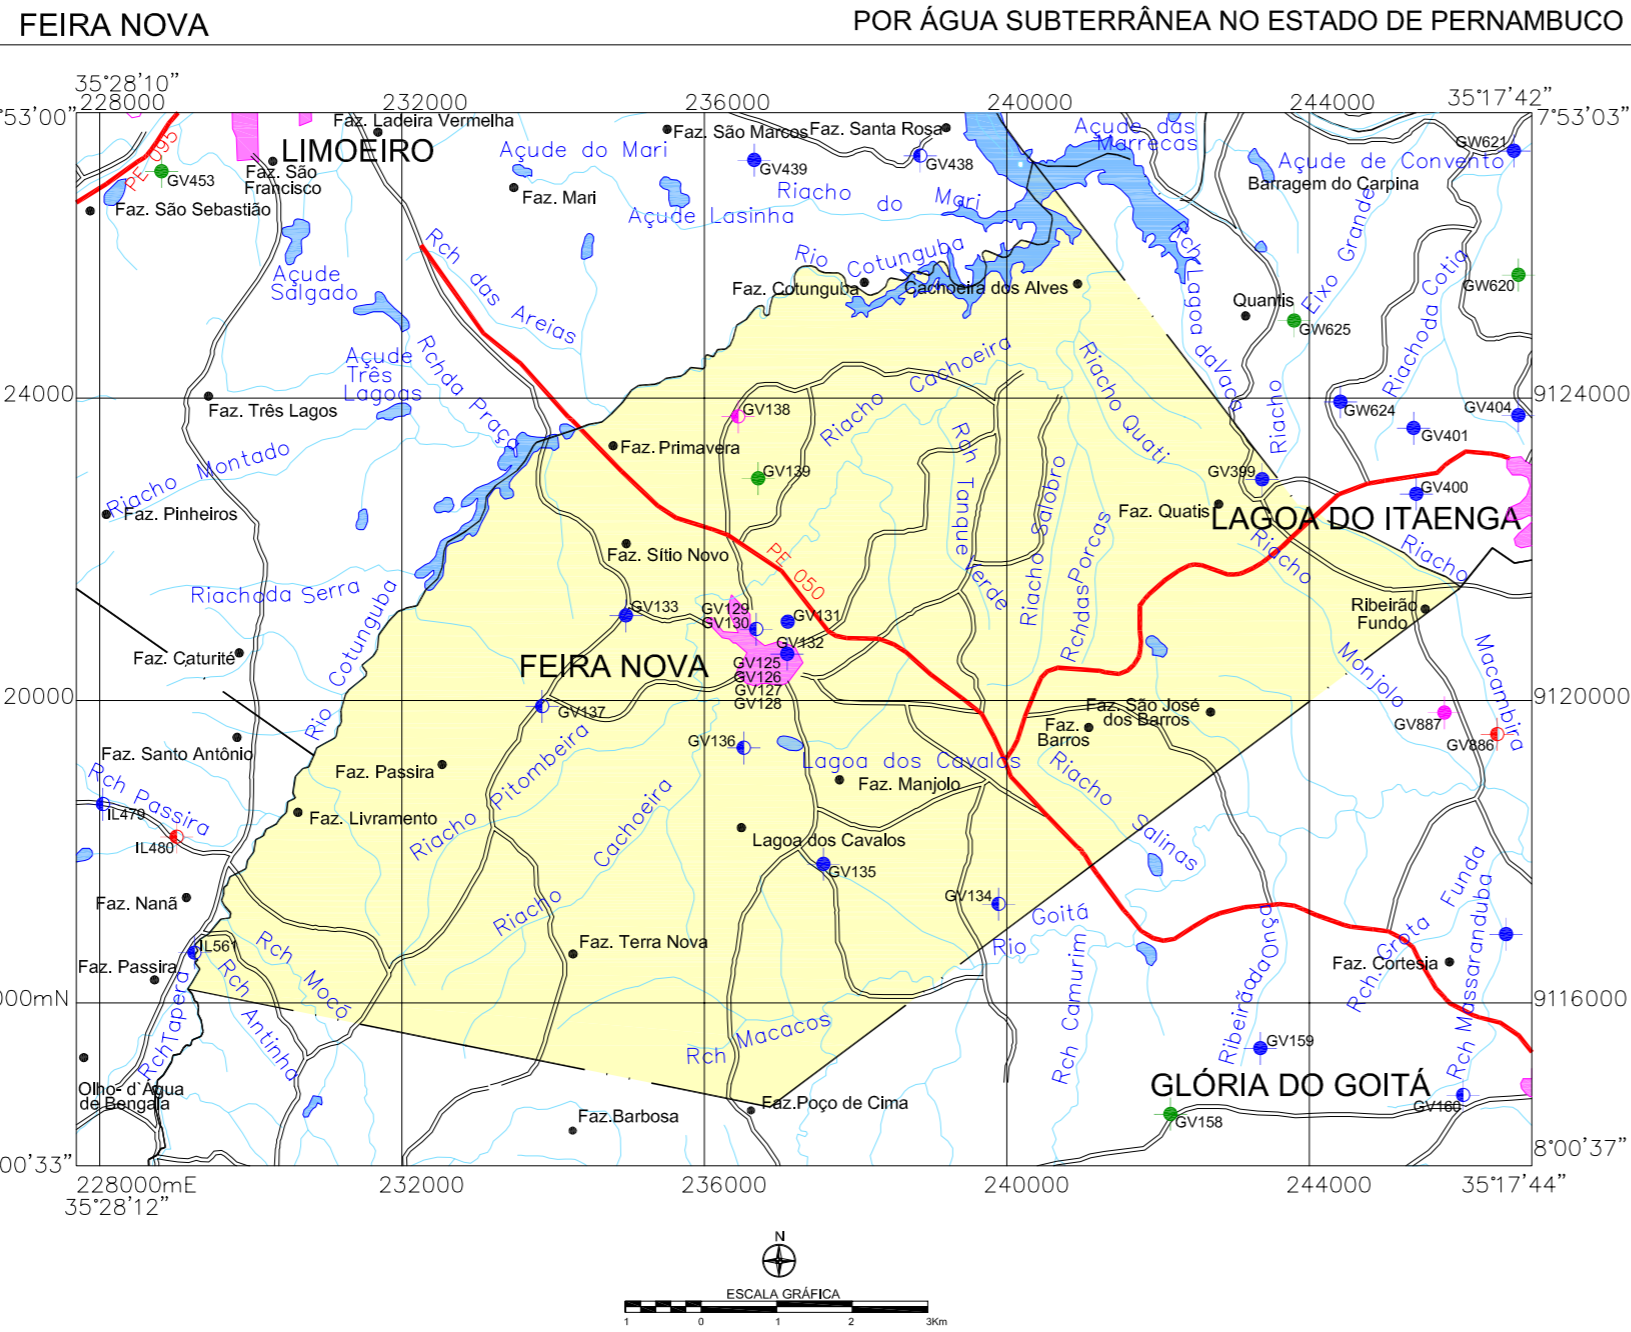 FEIRA NOVA
POR ÁGUA SUBTERRÂNEA NO ESTADO DE PERNAMBUCO
35°28'10"
228000
232000
236000
240000
244000
35°17'42"
°53'00"
7°53'03"
PE 095
GV453
LIMOEIRO
Faz. Ladeira Vermelha
Faz. São
Francisco
Faz. São Sebastião
Açude do Mari
Faz. Mari
Faz. São Marcos
GV439
Faz. Santa Rosa
GV438
Riacho do Mari
Açude Lasinha
Açude das
Marrecas
Açude de Convento
GW621
Barragem do Carpina
Rch das Areias
Açude
Salgado
Rio Cotunguba
Faz. Cotunguba
Cachoeira dos Alves
Rch Lagoa da Vaca
Quantis
GW625
Riacho Eixo Grande
Riachoda Cotia
GW620
Açude
Três
Lagoas
Rchda Praça
24000
9124000
Faz. Três Lagos
GV138
Riacho Cachoeira
Riacho Quati
GW624
GV401
GV404
Riacho Montado
Faz. Primavera
GV139
Rch Tanque Verde
Riacho Salobro
Rchdas Porcas
GV399
GV400
Faz. Pinheiros
Faz. Quatis
LAGOA DO ITAENGA
Faz. Sítio Novo
PE 050
Riacho Monjolo
Riacho Macambira
Riachoda Serra
Rio Cotunguba
GV133
GV129
GV130
GV131
GV132
Ribeirão
Fundo
Faz. Caturité
FEIRA NOVA
GV125
GV126
GV127
GV128
20000
9120000
GV137
Faz. São José
dos Barros
Faz.
Barros
GV887
GV886
Faz. Santo Antônio
GV136
Lagoa dos Cavalos
Faz. Passira
Faz. Manjolo
Riacho Salinas
Rch Passira
IL479
IL480
Faz. Livramento
Riacho Pitombeira
Riacho Cachoeira
Lagoa dos Cavalos
GV135
Faz. Nanã
GV134
Rio Goitá
Rch. Grota Funda
Rch Massaranduba
IL561
Rch Mocó
Faz. Terra Nova
Faz. Passira
Rch Antinha
RchTapera
Rch Camurim
Ribeirãoda Onça
Faz. Cortesia
000mN
9116000
Rch Macacos
GV159
Olho- d`Água
de Bengala
GLÓRIA DO GOITÁ
GV160
Faz.Barbosa
Faz.Poço de Cima
GV158
00'33"
8°00'37"
228000mE
232000
236000
240000
244000
35°17'44"
35°28'12"
N
ESCALA GRÁFICA
1 0 1 2 3Km